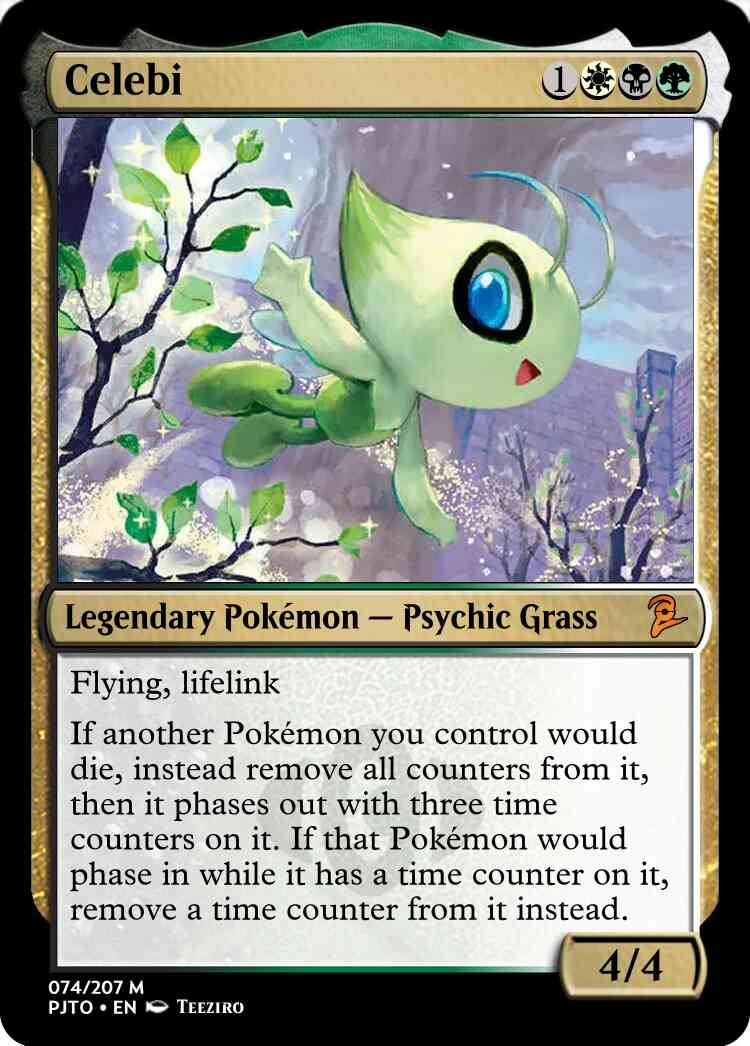 Celebi 1
Legendary Pokémon — Psychic Grass
Flying, lifelink
If another Pokémon you control would
die, instead remove all counters from it,
then it phases out with three time
counters on it. If that Pokémon would
phase in while it has a time counter on it,
remove a time counter from it instead.
4/4
074/207 M
PJTO • EN TEEZIRO